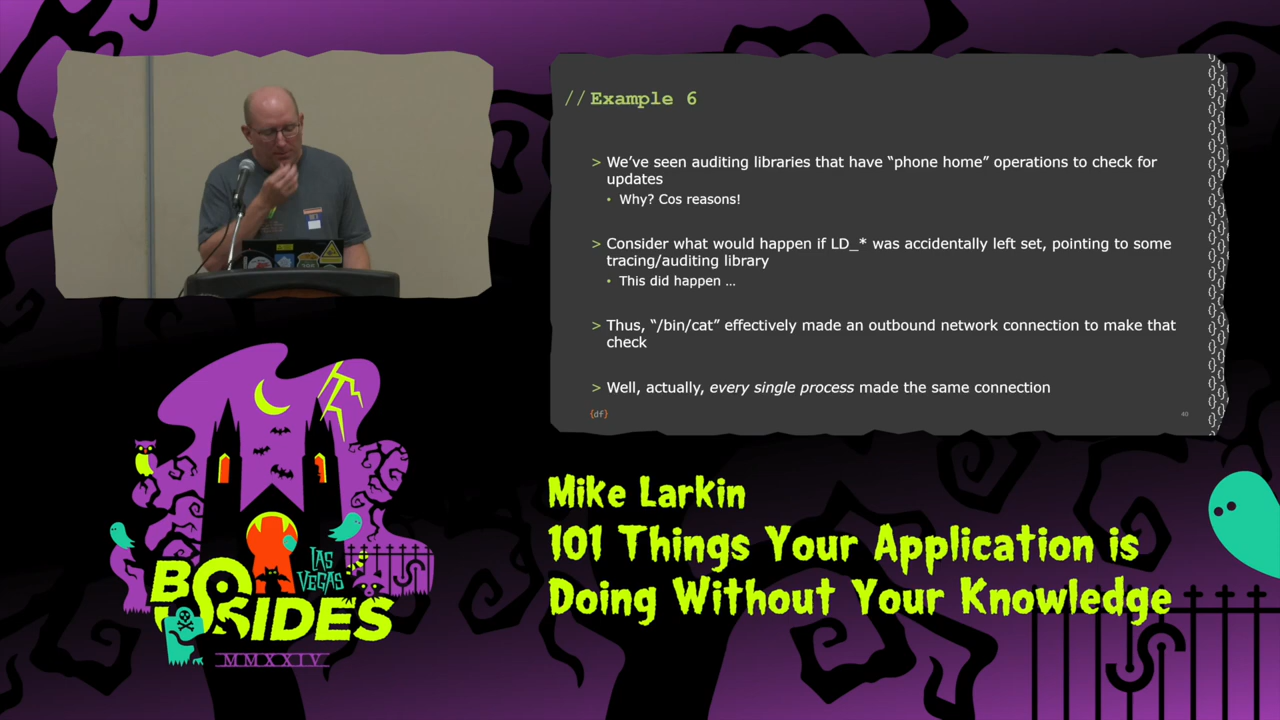 // Example 6
> We’ve seen auditing libraries that have “phone home” operations to check for
updates
• Why? Cos reasons!
> Consider what would happen if LD_* was accidentally left set, pointing to some
tracing/auditing library
• This did happen …
> Thus, “/bin/cat” effectively made an outbound network connection to make that
check
> Well, actually, every single process made the same connection
{df}
40
Mike Larkin
101 Things Your Application is
Doing Without Your Knowledge
LAS
VEGAS
BSIDES
MMXXIV